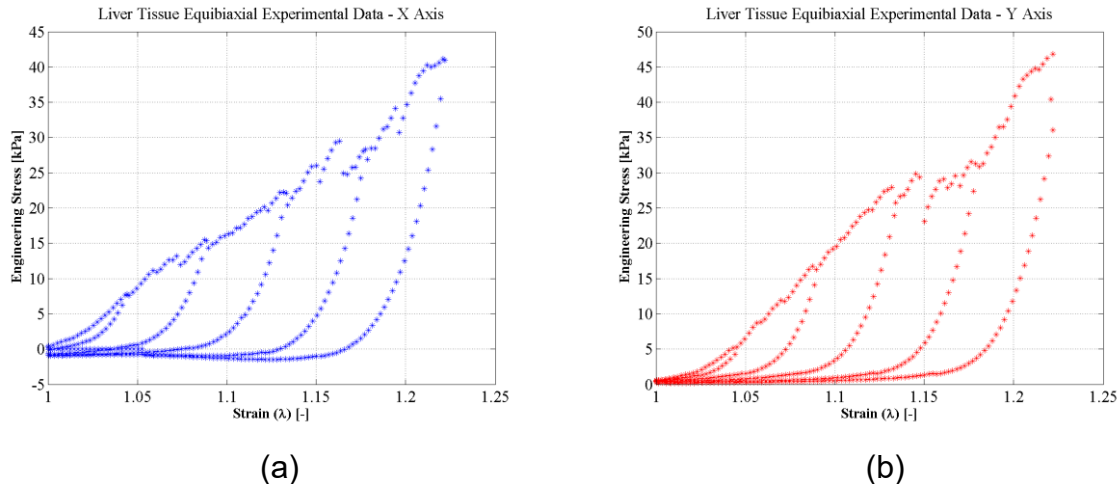 Liver Tissue Equibiaxial Experimental Data - X Axis
45
40
35
30
25
20
15
10
5
0
-5
Engineering Stress [kPa]
1 1.05 1.1 1.15 1.2 1.25
Strain (λ) [-]
(a)
Liver Tissue Equibiaxial Experimental Data - Y Axis
50
45
40
35
30
25
20
15
10
5
0
Engineering Stress [kPa]
1 1.05 1.1 1.15 1.2 1.25
Strain (λ) [-]
(b)